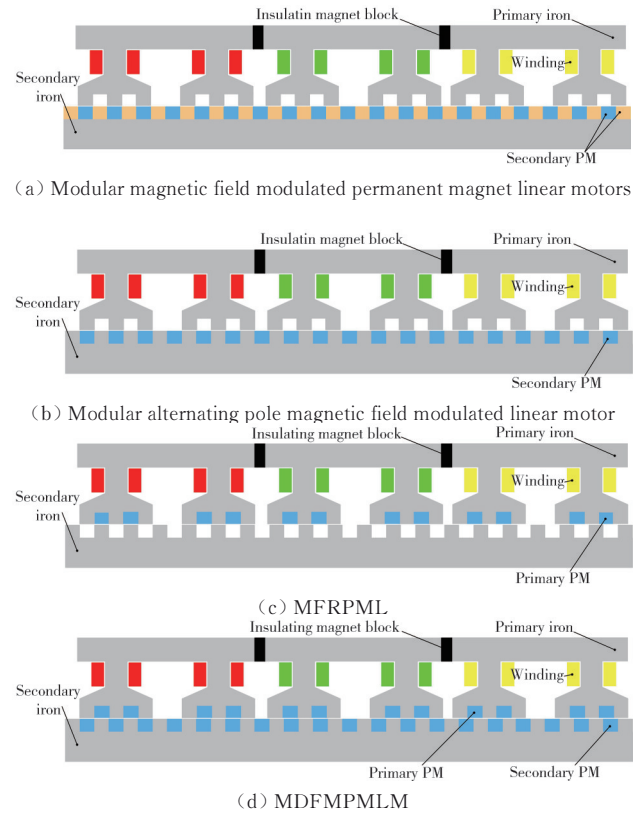 Insulatin magnet block
Primary iron
Secondary
iron
Winding
Secondary PM
(a) Modular magnetic field modulated permanent magnet linear motors
Insulatin magnet block
Primary iron
Secondary
iron
Winding
Secondary PM
(b) Modular alternating pole magnetic field modulated linear motor
Insulating magnet block
Primary iron
Secondary
iron
Winding
Primary PM
(c) MFRPML
Insulating magnet block
Primary iron
Secondary
iron
Winding
Primary PM
Secondary PM
(d) MDFMPMLM